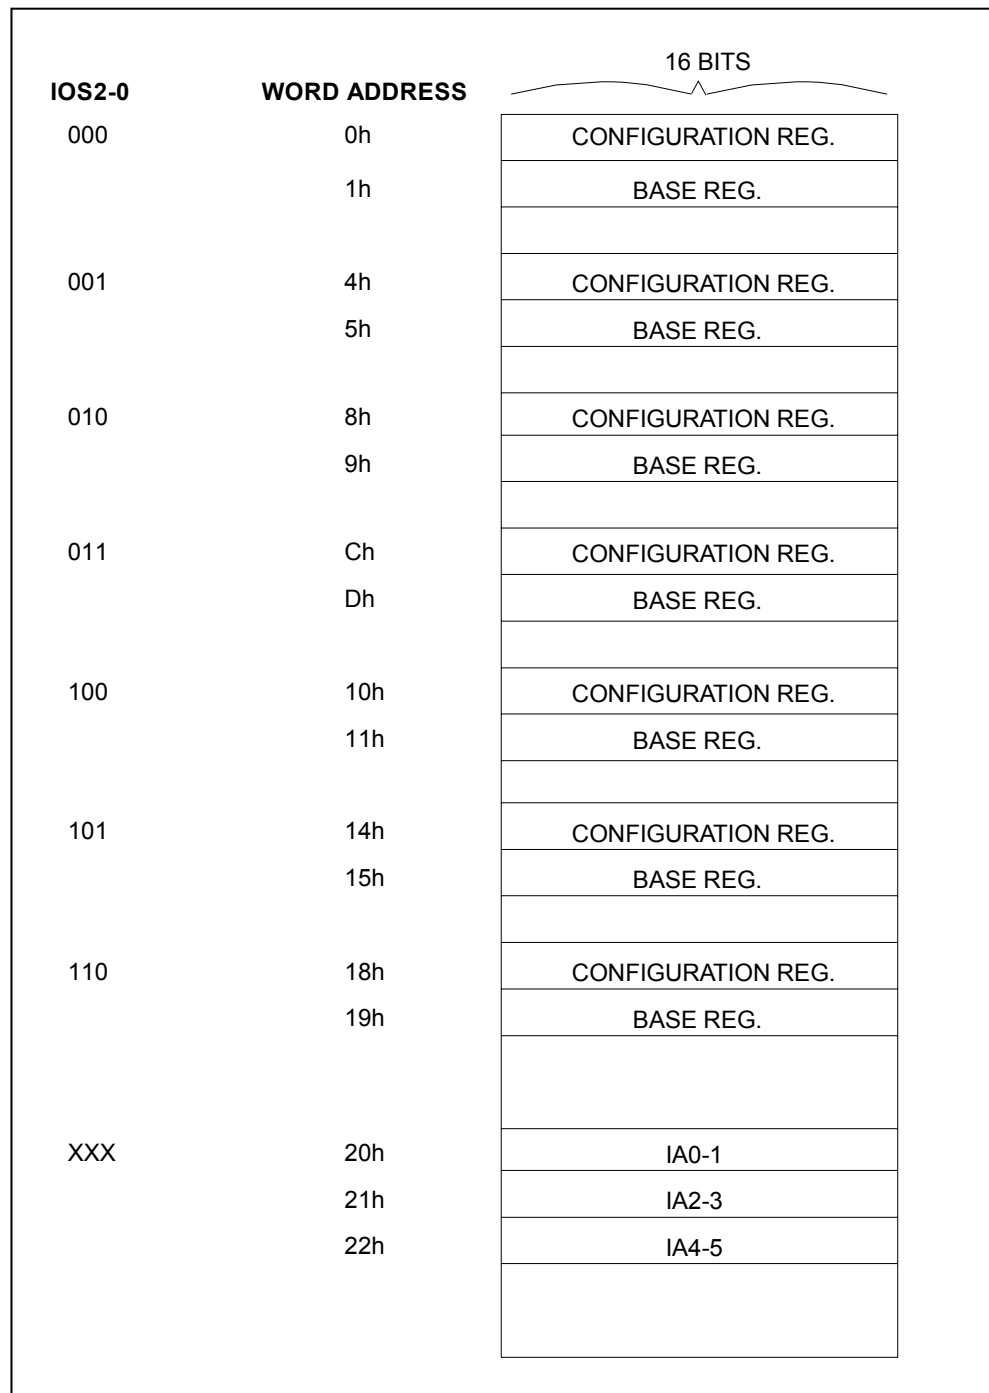 16 BITS
IOS2-0 WORD ADDRESS
000 0h CONFIGURATION REG.
1h BASE REG.
001 4h CONFIGURATION REG.
5h BASE REG.
010 8h CONFIGURATION REG.
9h BASE REG.
011 Ch CONFIGURATION REG.
Dh BASE REG.
100 10h CONFIGURATION REG.
11h BASE REG.
101 14h CONFIGURATION REG.
15h BASE REG.
110 18h CONFIGURATION REG.
19h BASE REG.
XXX 20h IA0-1
21h IA2-3
22h IA4-5